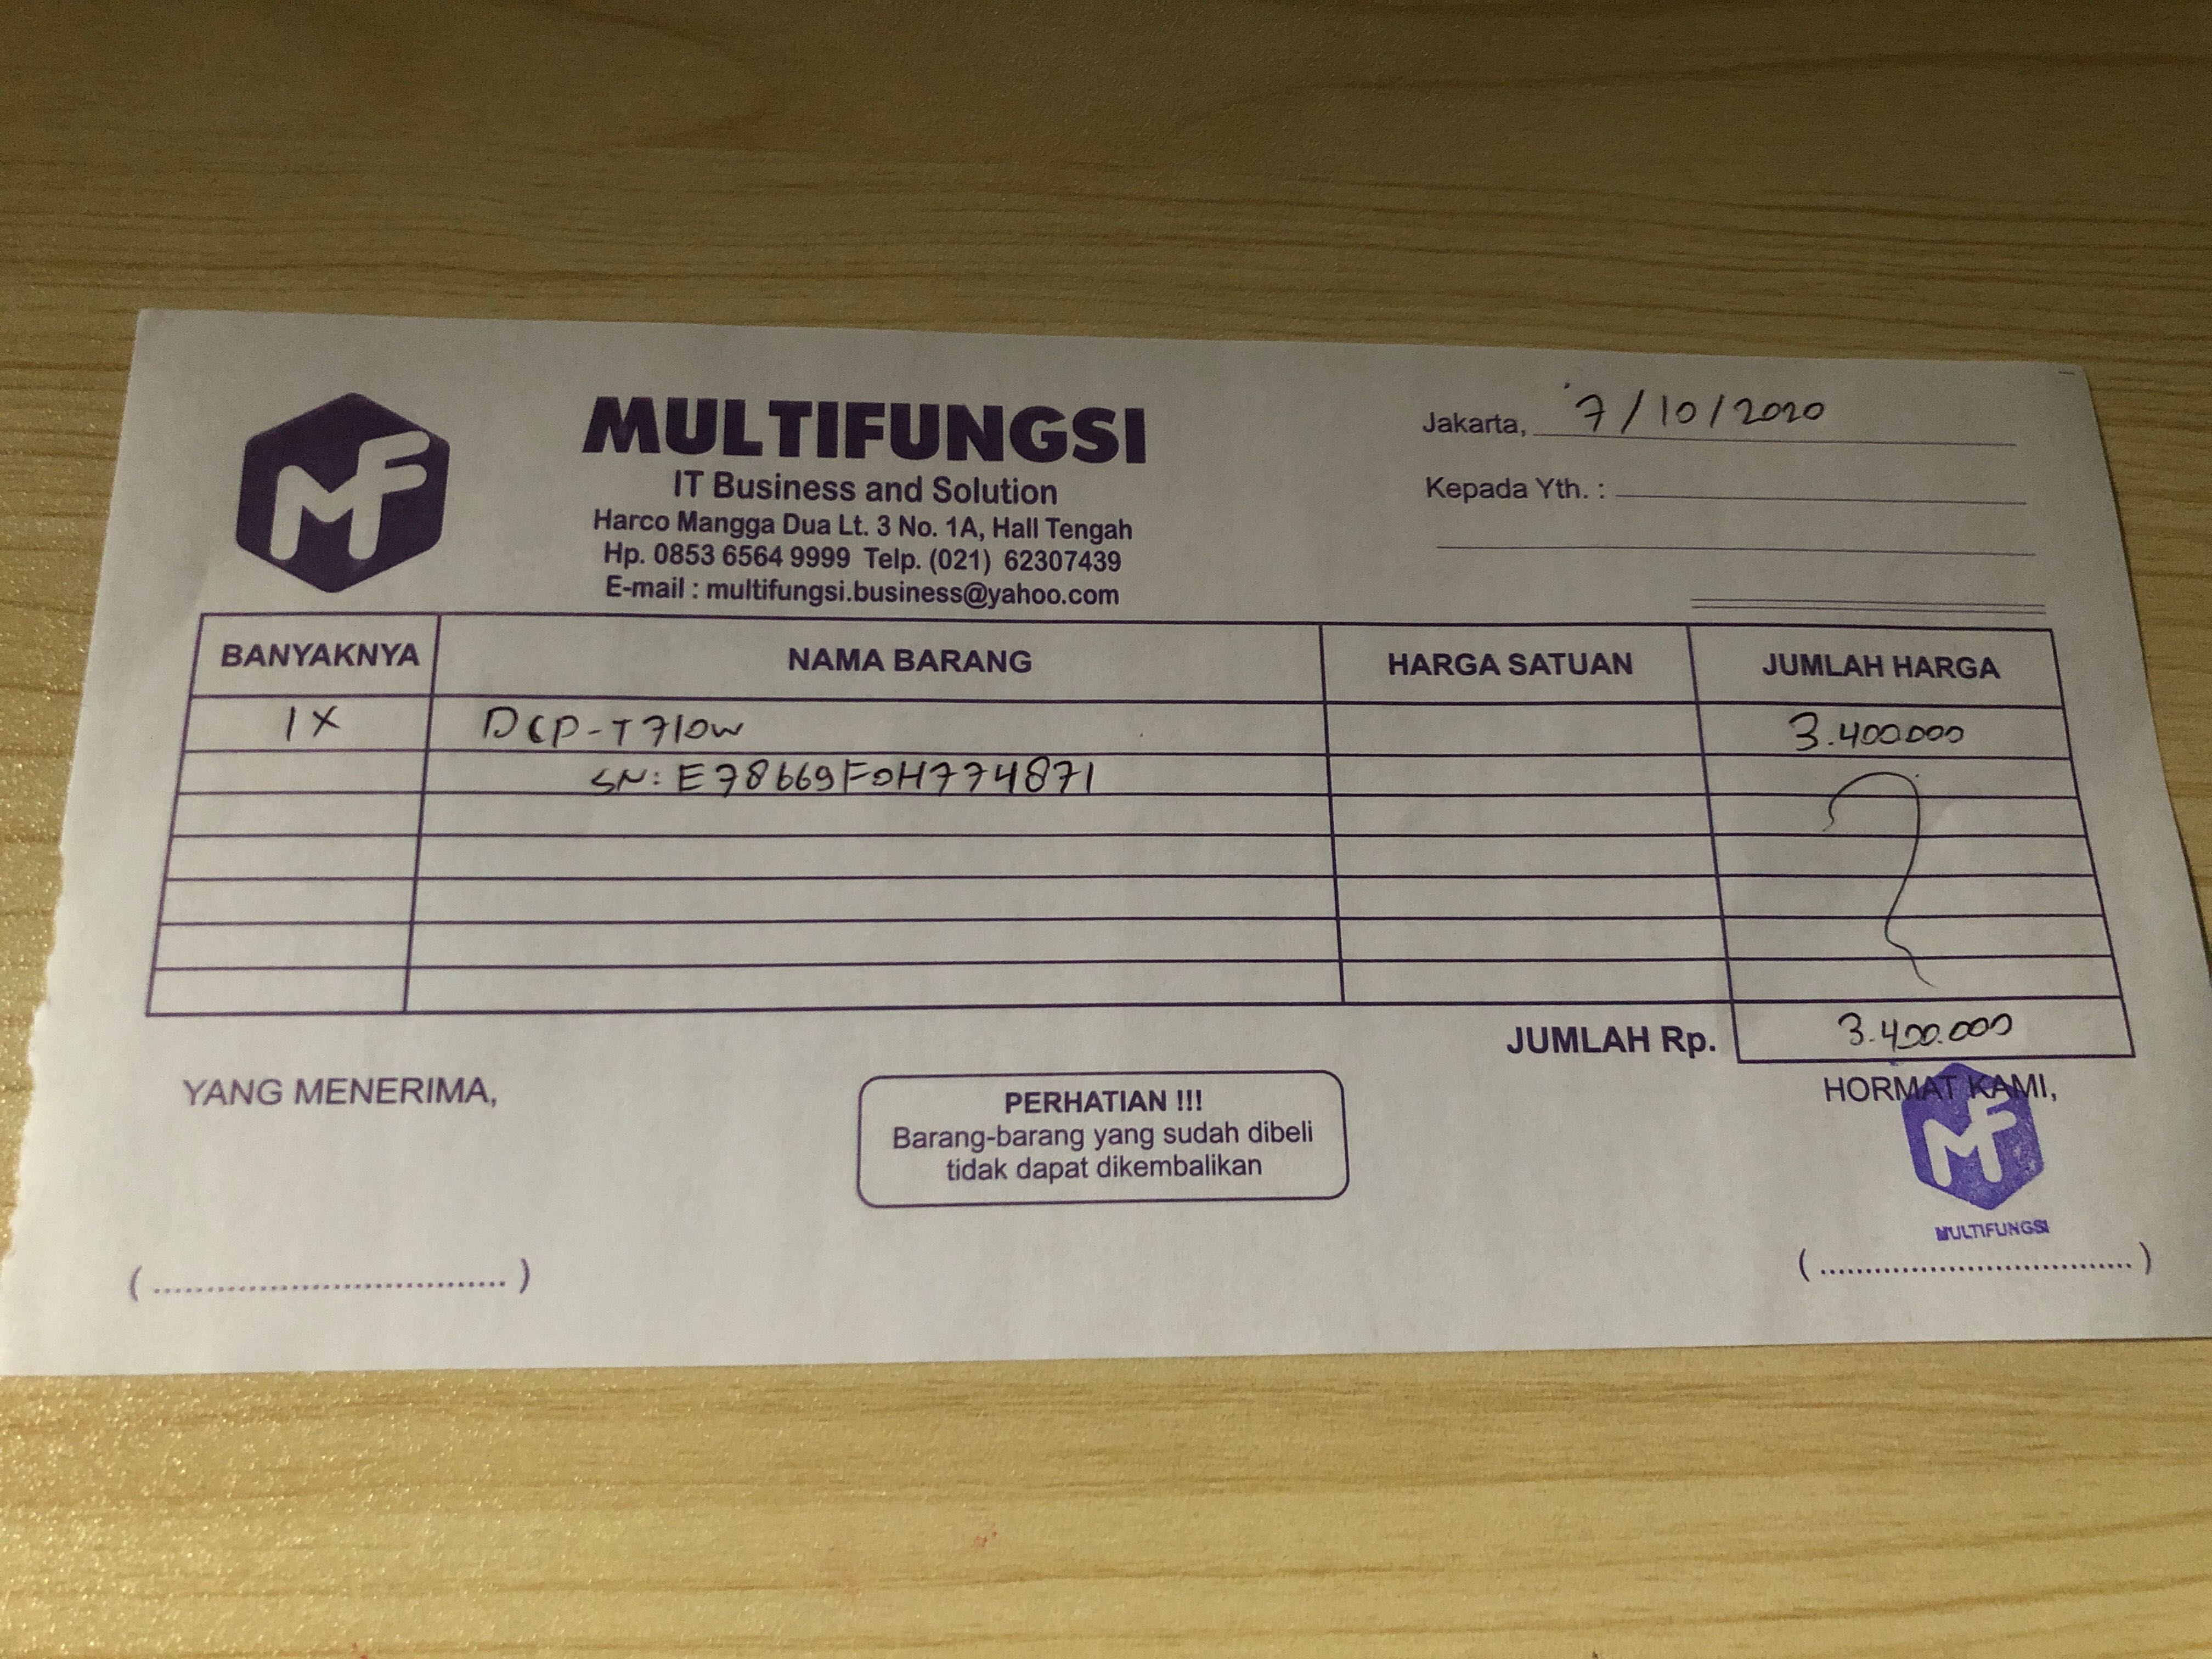 MF
MULTIFUNGSI
IT Business and Solution
Harco Mangga Dua Lt. 3 No. 1A, Hall Tengah
Hp. 0853 6564 9999 Telp. (021) 62307439
E-mail : multifungsi.business@yahoo.com
Jakarta, 7/10/2020
Kepada Yth. :
BANYAKNYA NAMA BARANG HARGA SATUAN JUMLAH HARGA
1X DCP-T710W 3.400.000
SN: E78669F0H774871
JUMLAH Rp. 3.400.000
YANG MENERIMA,
PERHATIAN !!!
Barang-barang yang sudah dibeli
tidak dapat dikembalikan
HORMAT KAMI,
MF
MULTIFUNGSI
(....................................)
(....................................)